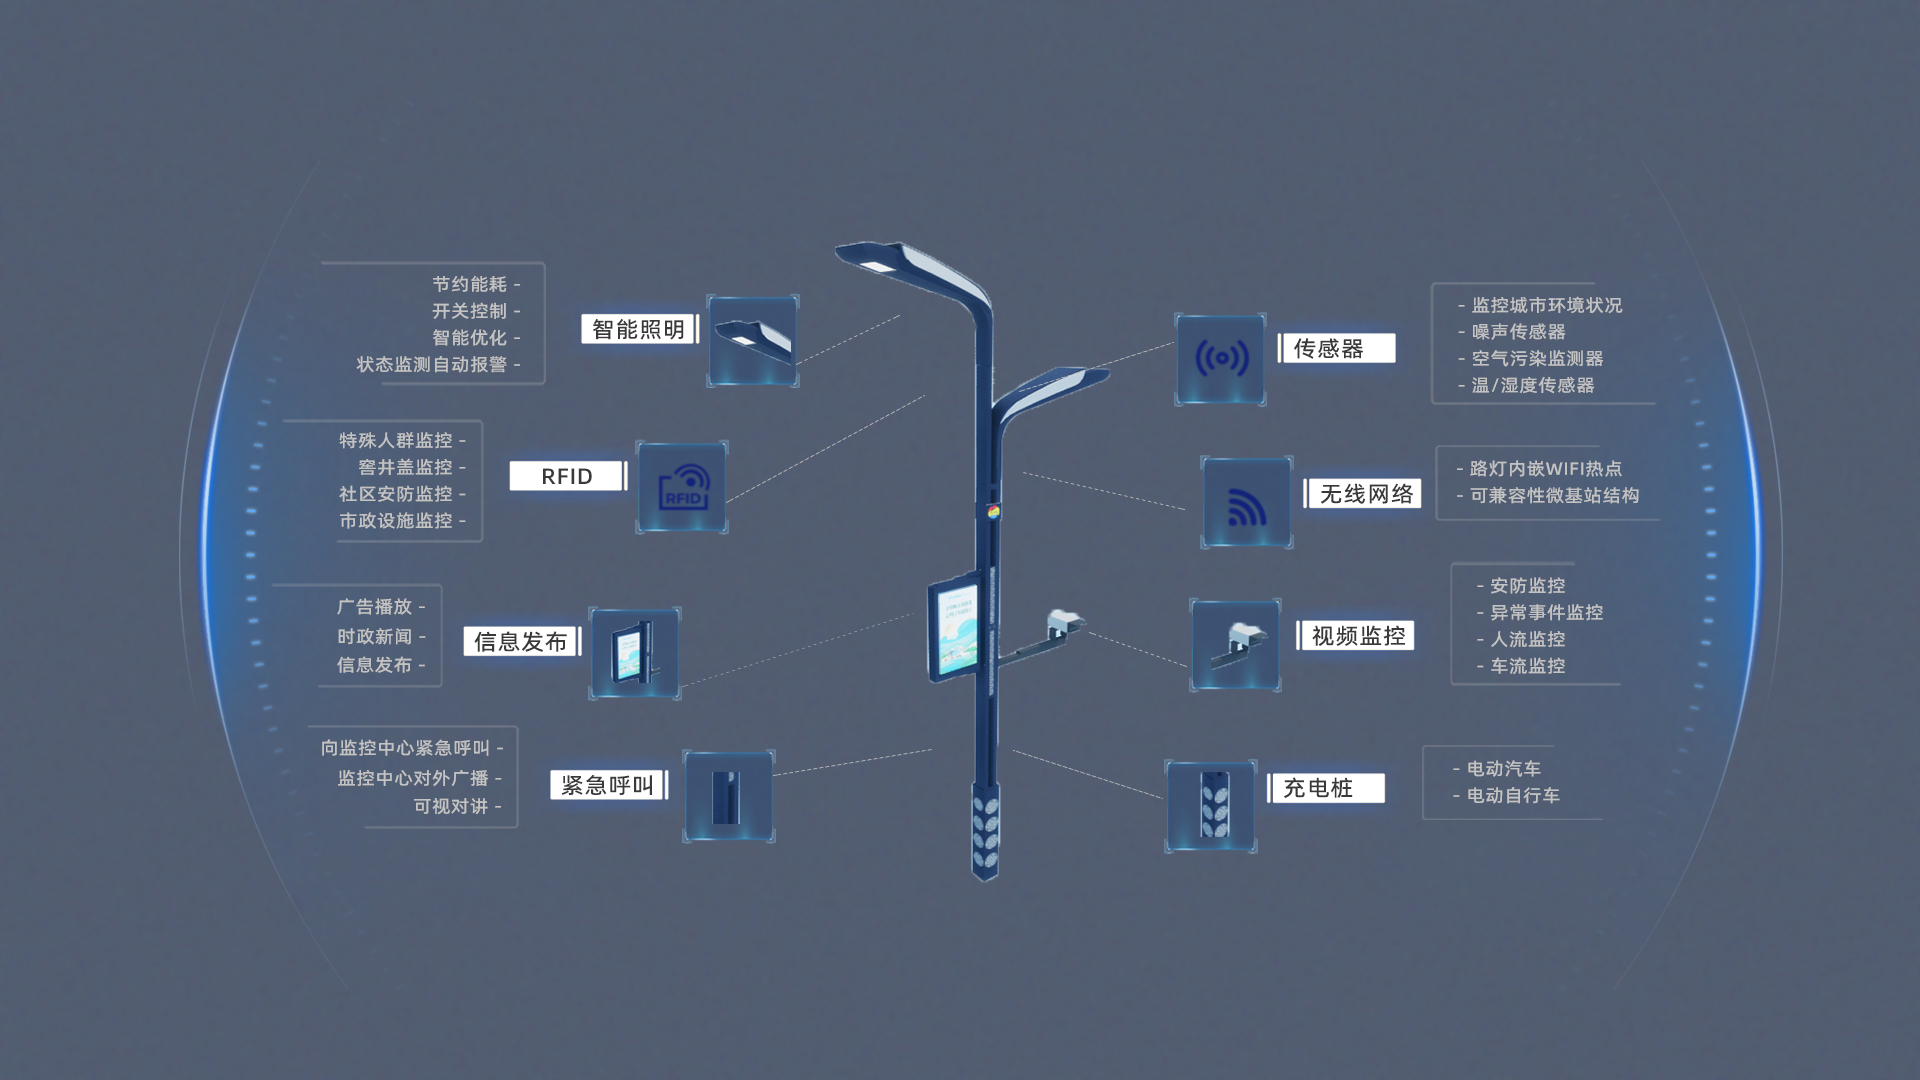 节约能耗 -
开关控制 -
智能优化 -
状态监测自动报警 -
智能照明
特殊人群监控 -
窨井盖监控 -
社区安防监控 -
市政设施监控 -
RFID
RFID
广告播放 -
时政新闻 -
信息发布 -
信息发布
向监控中心紧急呼叫 -
监控中心对外广播 -
可视对讲 -
紧急呼叫
传感器
- 监控城市环境状况
- 噪声传感器
- 空气污染监测器
- 温/湿度传感器
无线网络
- 路灯内嵌WIFI热点
- 可兼容性微基站结构
视频监控
- 安防监控
- 异常事件监控
- 人流监控
- 车流监控
充电桩
- 电动汽车
- 电动自行车